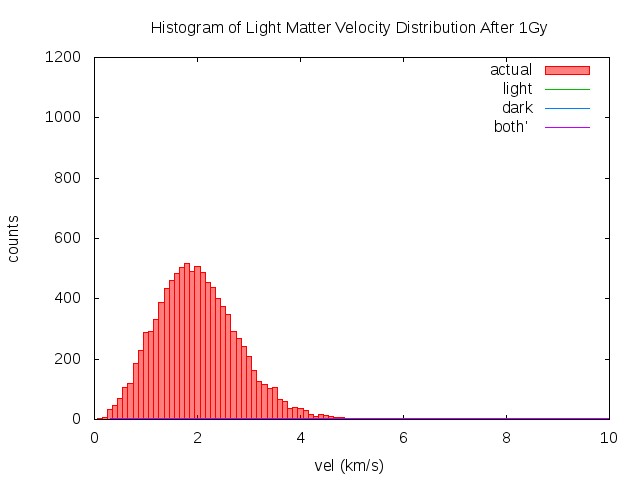 Histogram of Light Matter Velocity Distribution After 1Gy
1200
1000
800
600
400
200
0
counts
actual
light
dark
both'
0 2 4 6 8 10
vel (km/s)